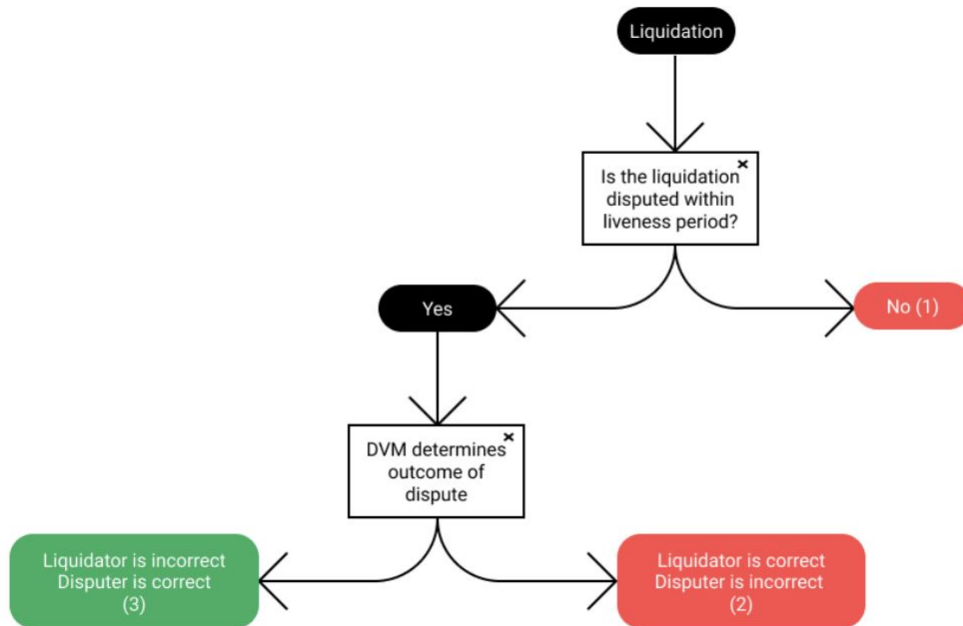 Liquidation
Is the liquidation
disputed within
liveness period?
Yes
No (1)
DVM determines
outcome of
dispute
Liquidator is incorrect
Disputer is correct
(3)
Liquidator is correct
Disputer is incorrect
(2)